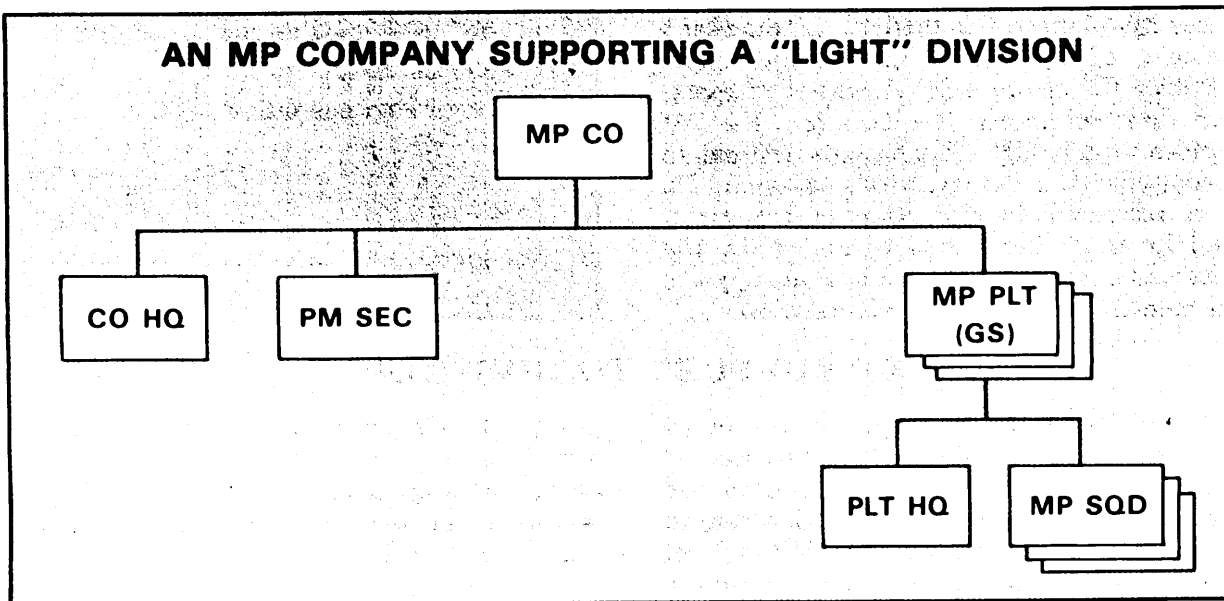 AN MP COMPANY SUPPORTING A "LIGHT" DIVISION
MP CO
CO HQ
PM SEC
MP PLT
(GS)
PLT HQ
MP SQD